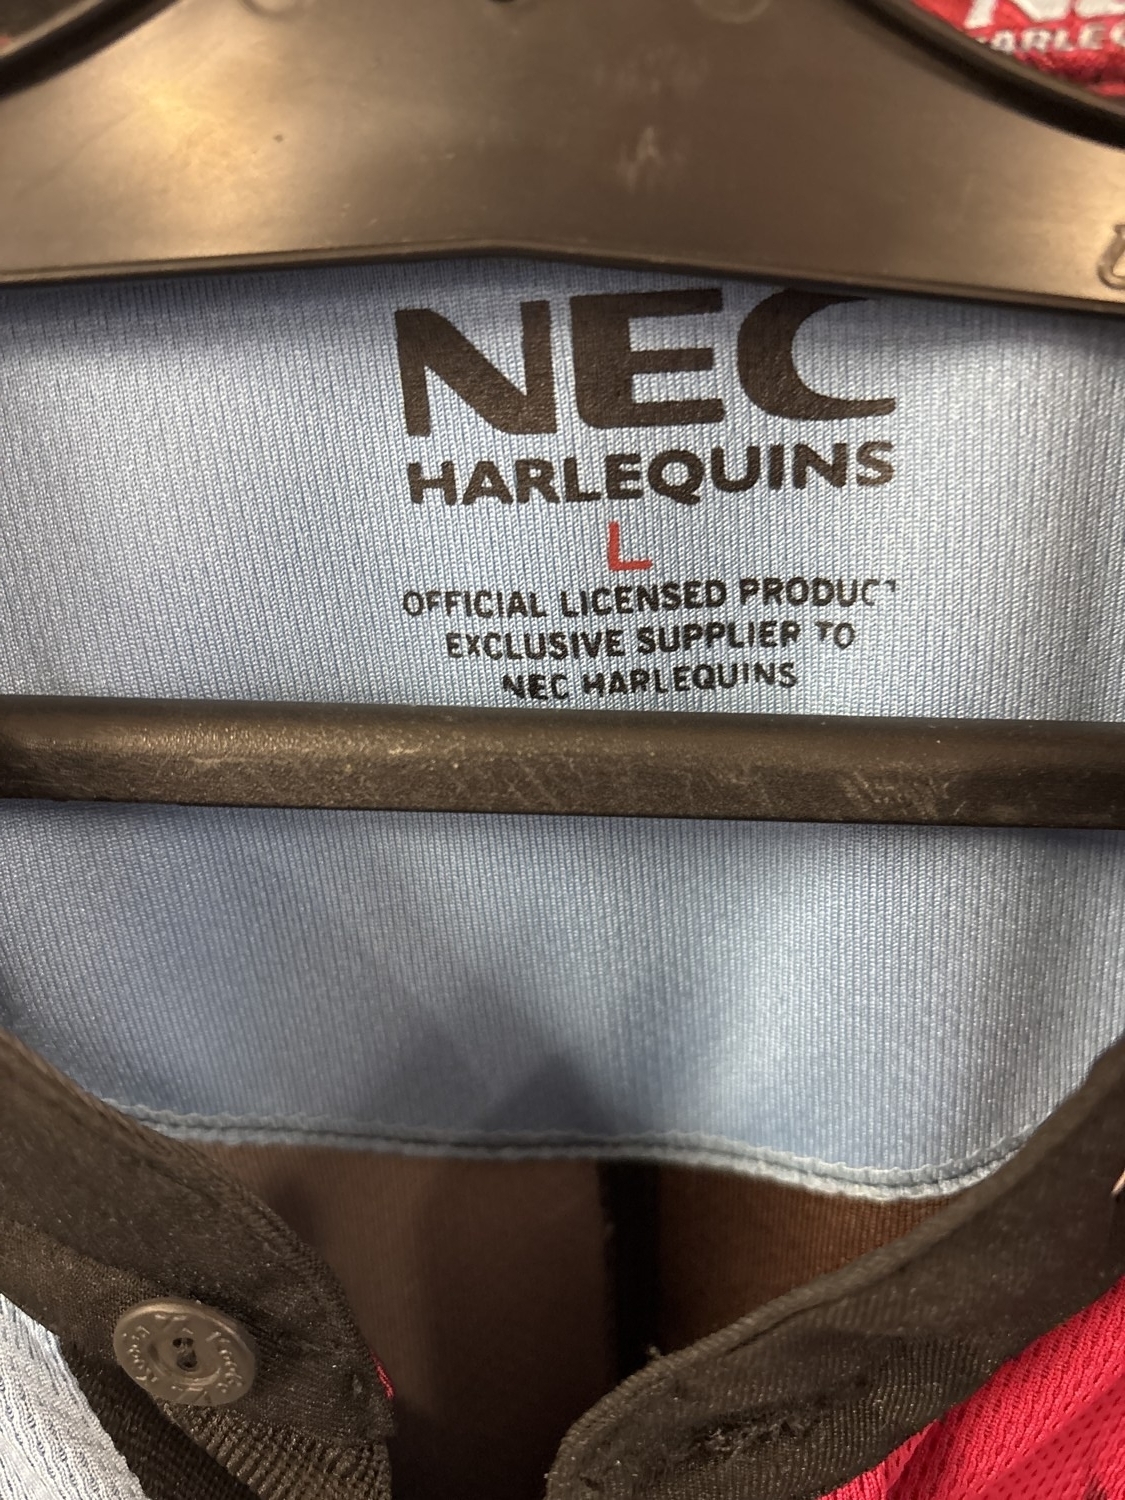 NEC
HARLEQUINS
L
OFFICIAL LICENSED PRODUCT
EXCLUSIVE SUPPLIER TO
NEC HARLEQUINS